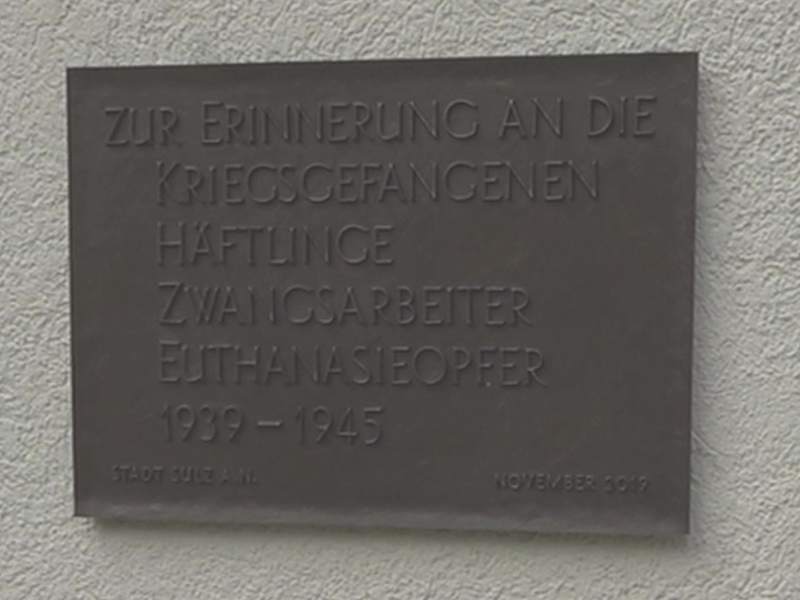 ZUR ERINNERUNG AN DIE
KRIEGSGEFANGENEN
HÄFTLINGE
ZWANGSARBEITER
EUTHANASIEOPFER
1939 – 1945
STADT SULZ A.N.
NOVEMBER 2019